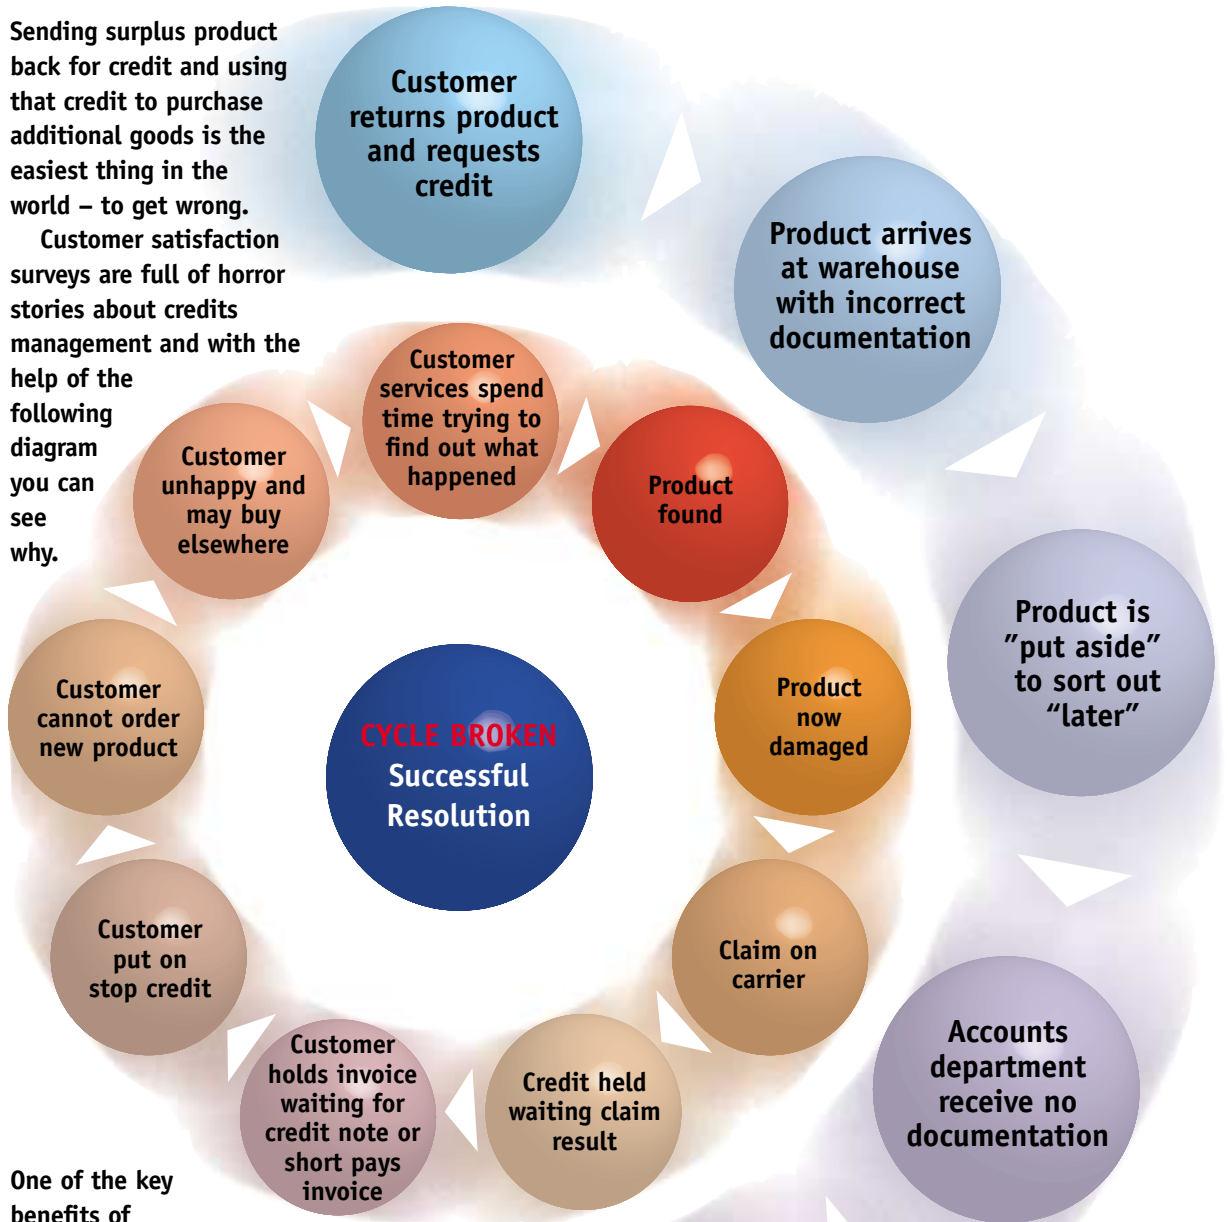 Sending surplus product
back for credit and using
that credit to purchase
additional goods is the
easiest thing in the
world – to get wrong.
Customer satisfaction
surveys are full of horror
stories about credits
management and with the
help of the
following
diagram
you can
see
why.
Customer
returns product
and requests
credit
Product arrives
at warehouse
with incorrect
documentation
Product is
”put aside”
to sort out
“later”
Accounts
department
receive no
documentation
Customer
services spend
time trying to
find out what
happened
Product
found
Product
now
damaged
Claim on
carrier
Credit held
waiting claim
result
Customer
holds invoice
waiting for
credit note or
short pays
invoice
Customer
put on
stop credit
Customer
cannot order
new product
Customer
unhappy and
may buy
elsewhere
CYCLE BROKEN
Successful
Resolution
One of the key
benefits of